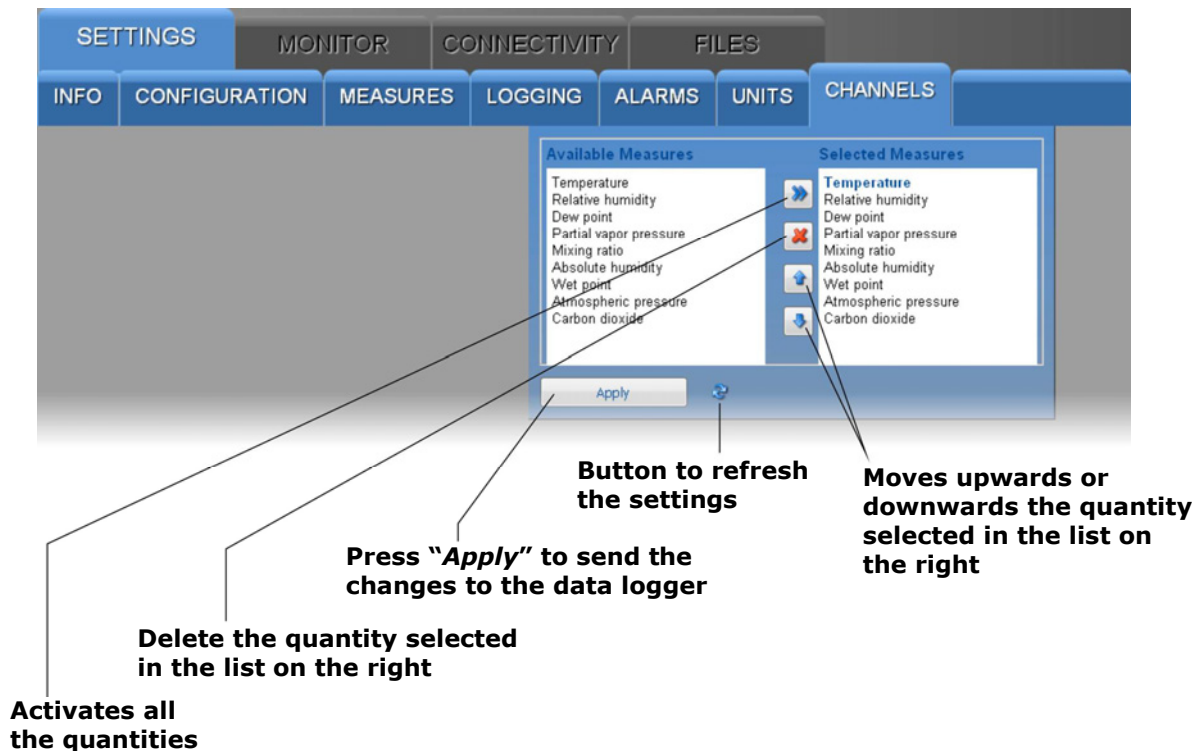 SETTINGS MONITOR CONNECTIVITY FILES
INFO CONFIGURATION MEASURES LOGGING ALARMS UNITS CHANNELS
Available Measures
Temperature
Relative humidity
Dew point
Partial vapor pressure
Mixing ratio
Absolute humidity
Wet point
Atmospheric pressure
Carbon dioxide
Selected Measures
Temperature
Relative humidity
Dew point
Partial vapor pressure
Mixing ratio
Absolute humidity
Wet point
Atmospheric pressure
Carbon dioxide
Apply
Button to refresh
the settings
Moves upwards or
downwards the quantity
selected in the list on
the right
Press “Apply” to send the
changes to the data logger
Delete the quantity selected
in the list on the right
Activates all
the quantities